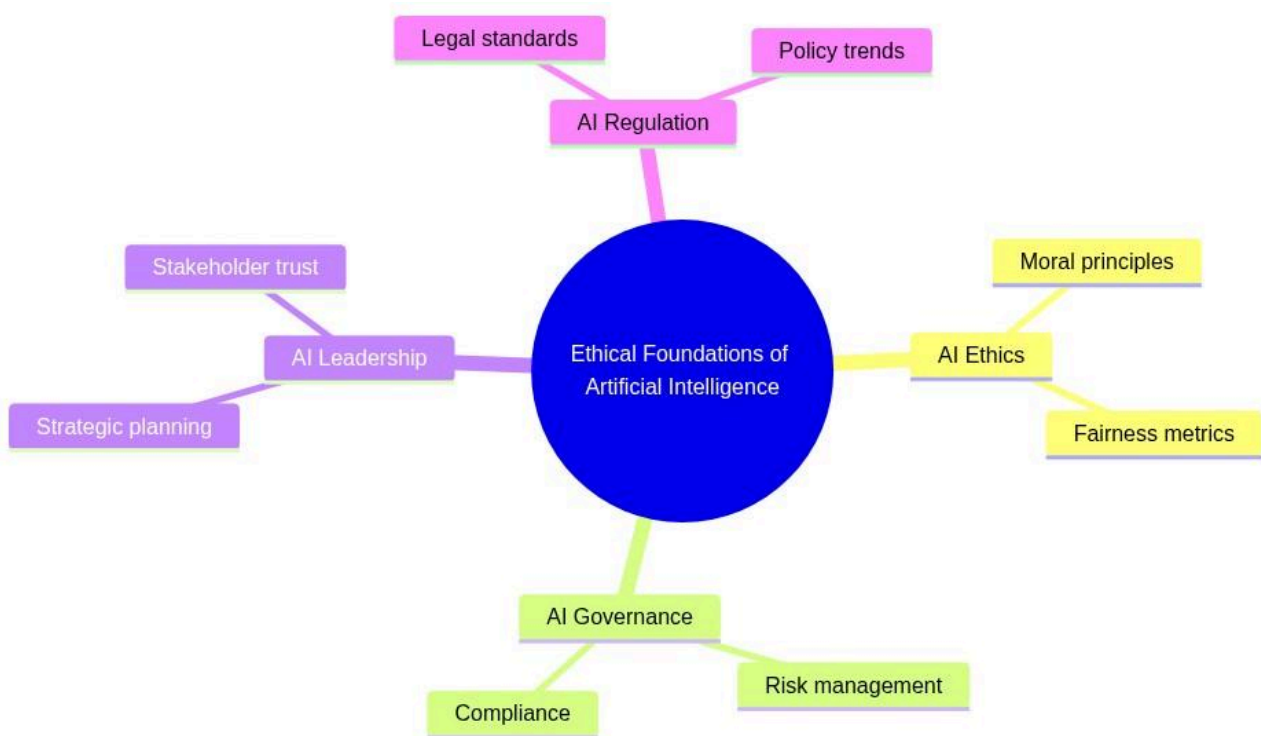 Legal standards
Policy trends
AI Regulation
Stakeholder trust
Moral principles
AI Leadership
Ethical Foundations of
Artificial Intelligence
AI Ethics
Strategic planning
Fairness metrics
AI Governance
Risk management
Compliance